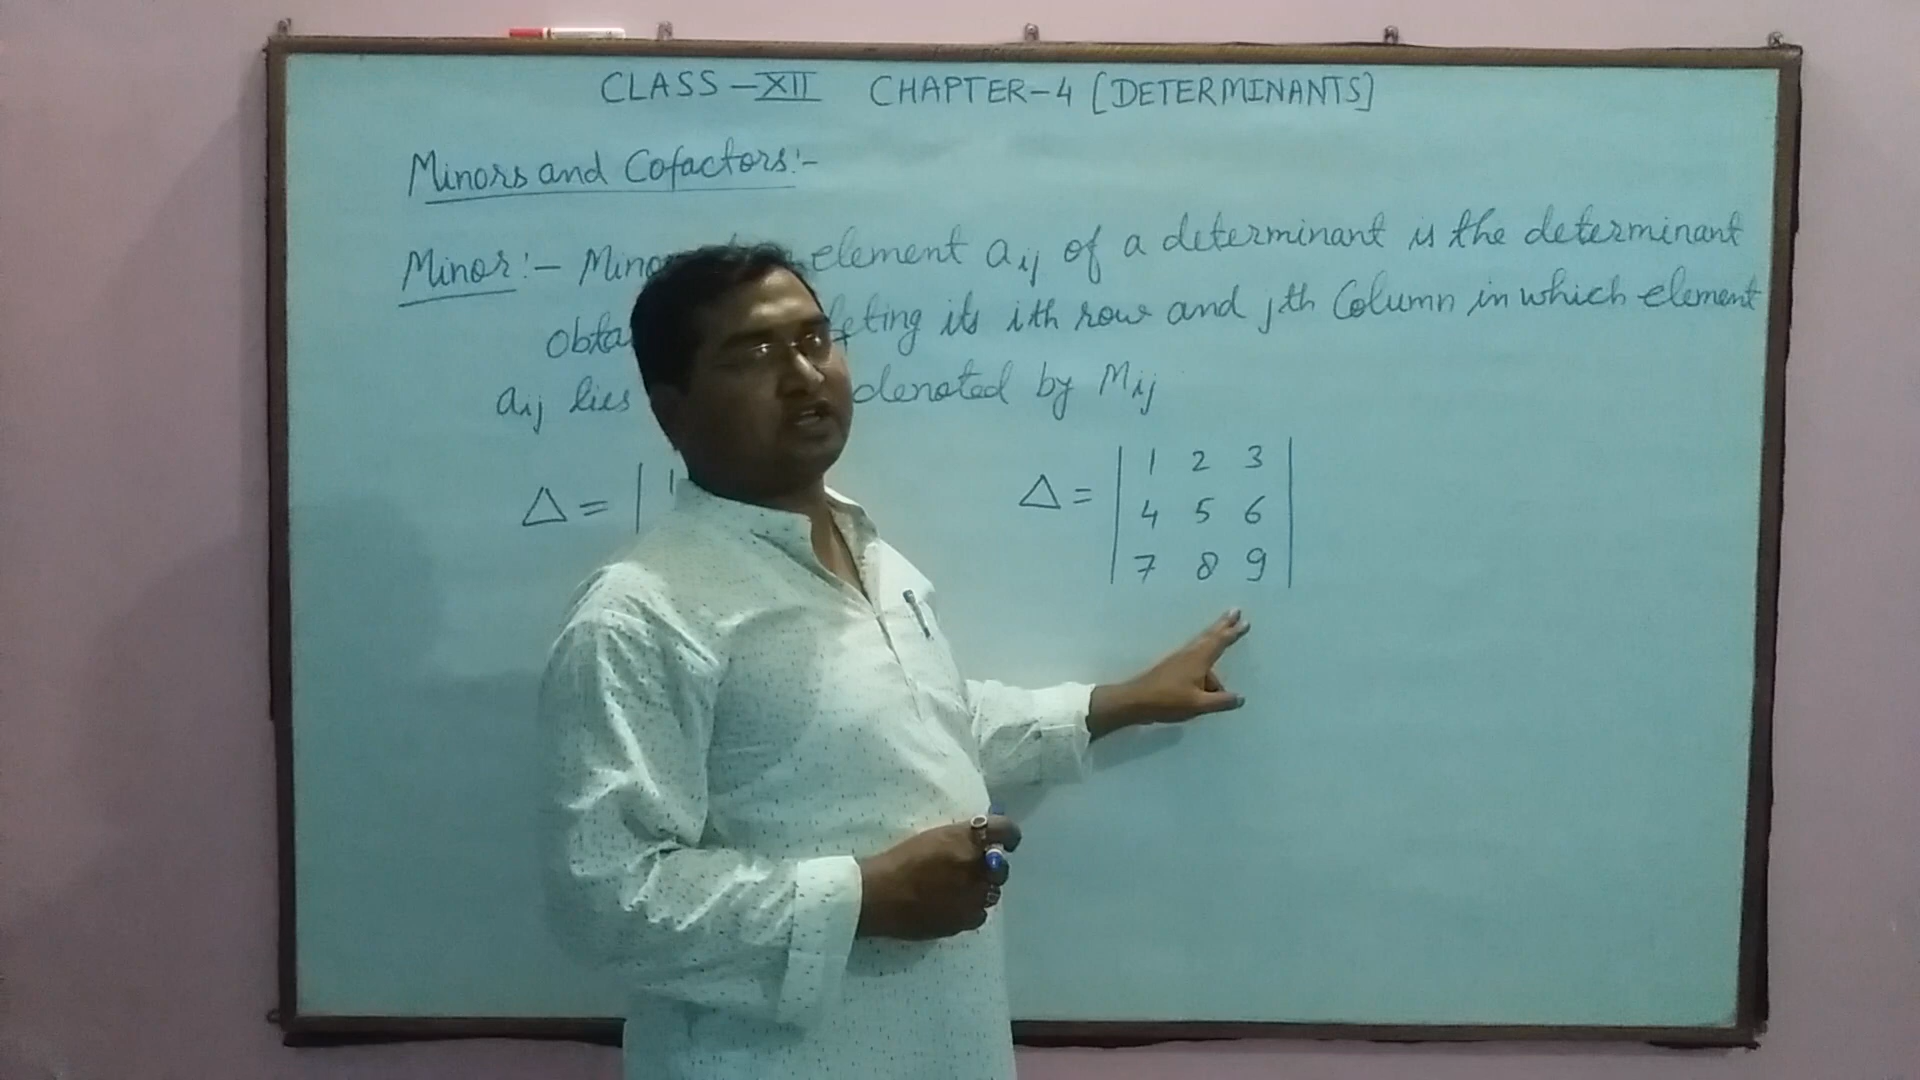 CLASS-XII CHAPTER-4 [DETERMINANTS]
Minors and Cofactors:-
Minor:- element aij of a determinant is the determinant
its ith row and jth Column in which element
aij lies denoted by Mij
Δ = | 1
Δ = | 1 2 3 |
4 5 6
7 8 9